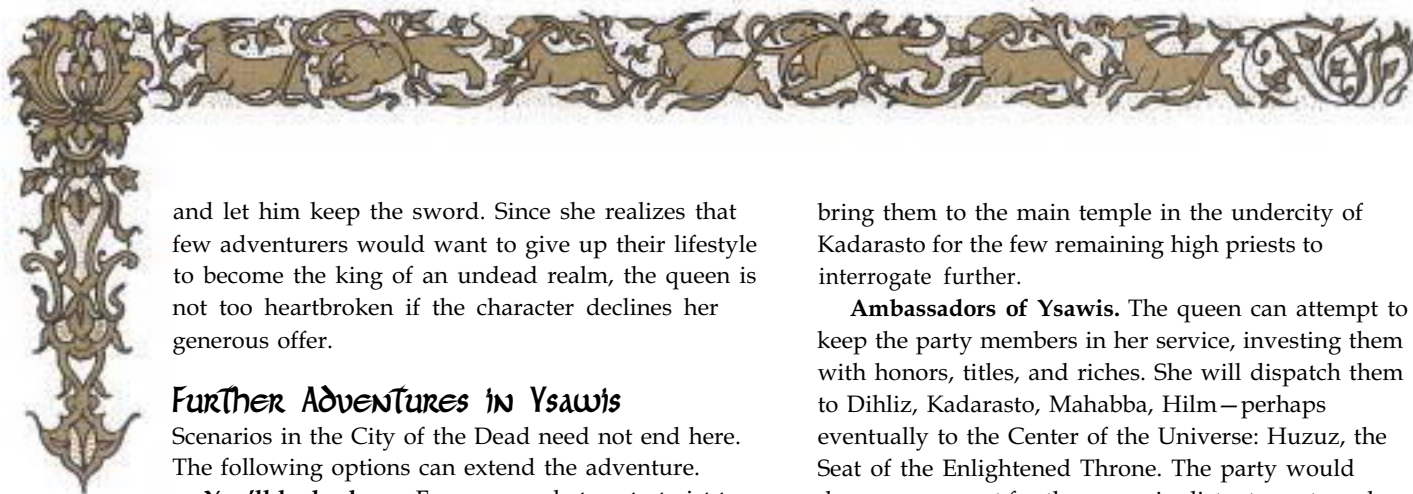 and let him keep the sword. Since she realizes that
few adventurers would want to give up their lifestyle
to become the king of an undead realm, the queen is
not too heartbroken if the character declines her
generous offer.
Further Adventures in Ysawis
Scenarios in the City of the Dead need not end here.
The following options can extend the adventure.
bring them to the main temple in the undercity of
Kadarasto for the few remaining high priests to
interrogate further.
Ambassadors of Ysawis. The queen can attempt to
keep the party members in her service, investing them
with honors, titles, and riches. She will dispatch them
to Dihliz, Kadarasto, Mahabba, Hilm—perhaps
eventually to the Center of the Universe: Huzuz, the
Seat of the Enlightened Throne. The party would